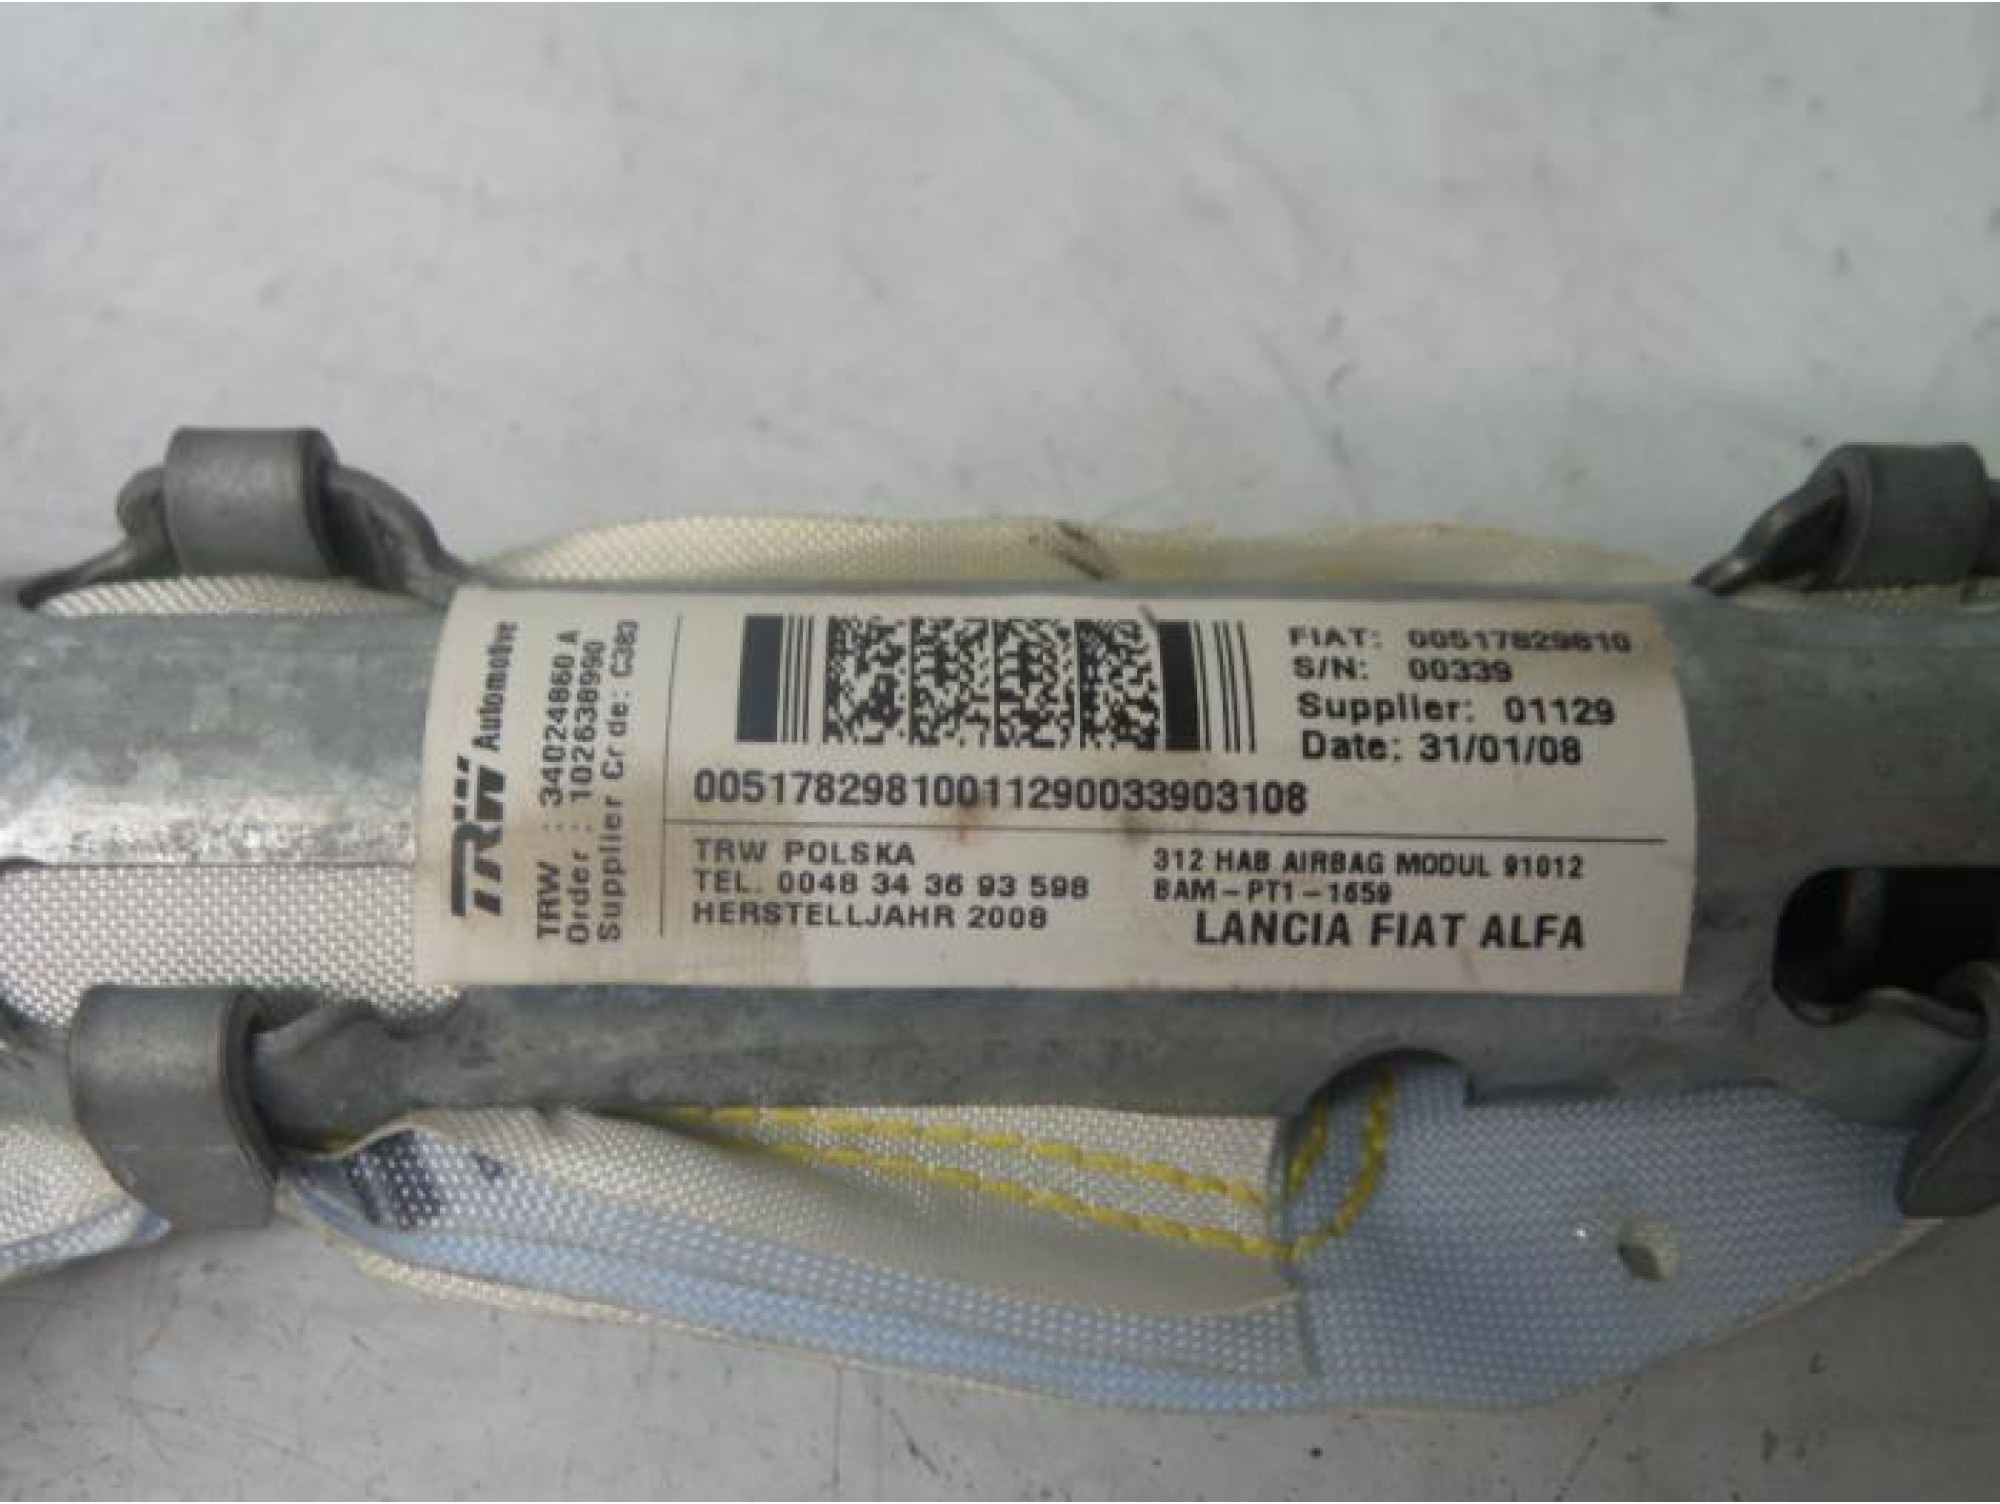 TRW Automotive
TRW : 34024860 A
Order : 102638990
Supplier Crde: C383
FIAT: 00517829810
S/N: 00339
Supplier: 01129
Date: 31/01/08
00517829810011290033903108
TRW POLSKA
TEL. 0048 34 36 93 598
HERSTELLJAHR 2008
312 HAB AIRBAG MODUL 91012
BAM-PT1-1659
LANCIA FIAT ALFA